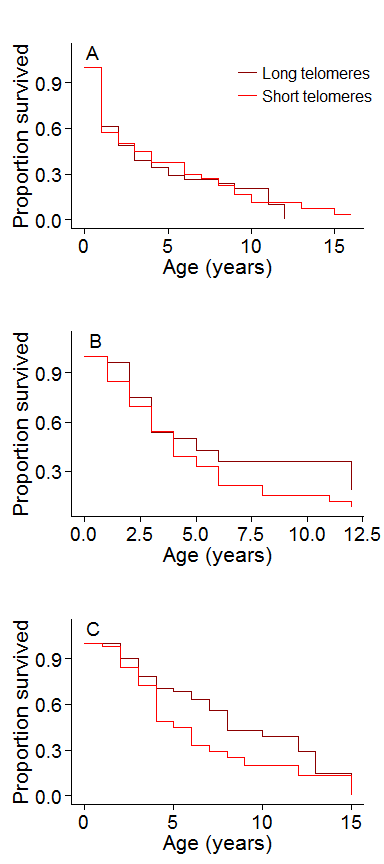 A
Long telomeres
Short telomeres
Proportion survived
0.9
0.6
0.3
0.0
0 5 10 15
Age (years)
B
Proportion survived
0.9
0.6
0.3
0.0 2.5 5.0 7.5 10.0 12.5
Age (years)
C
Proportion survived
0.9
0.6
0.3
0.0
0 5 10 15
Age (years)